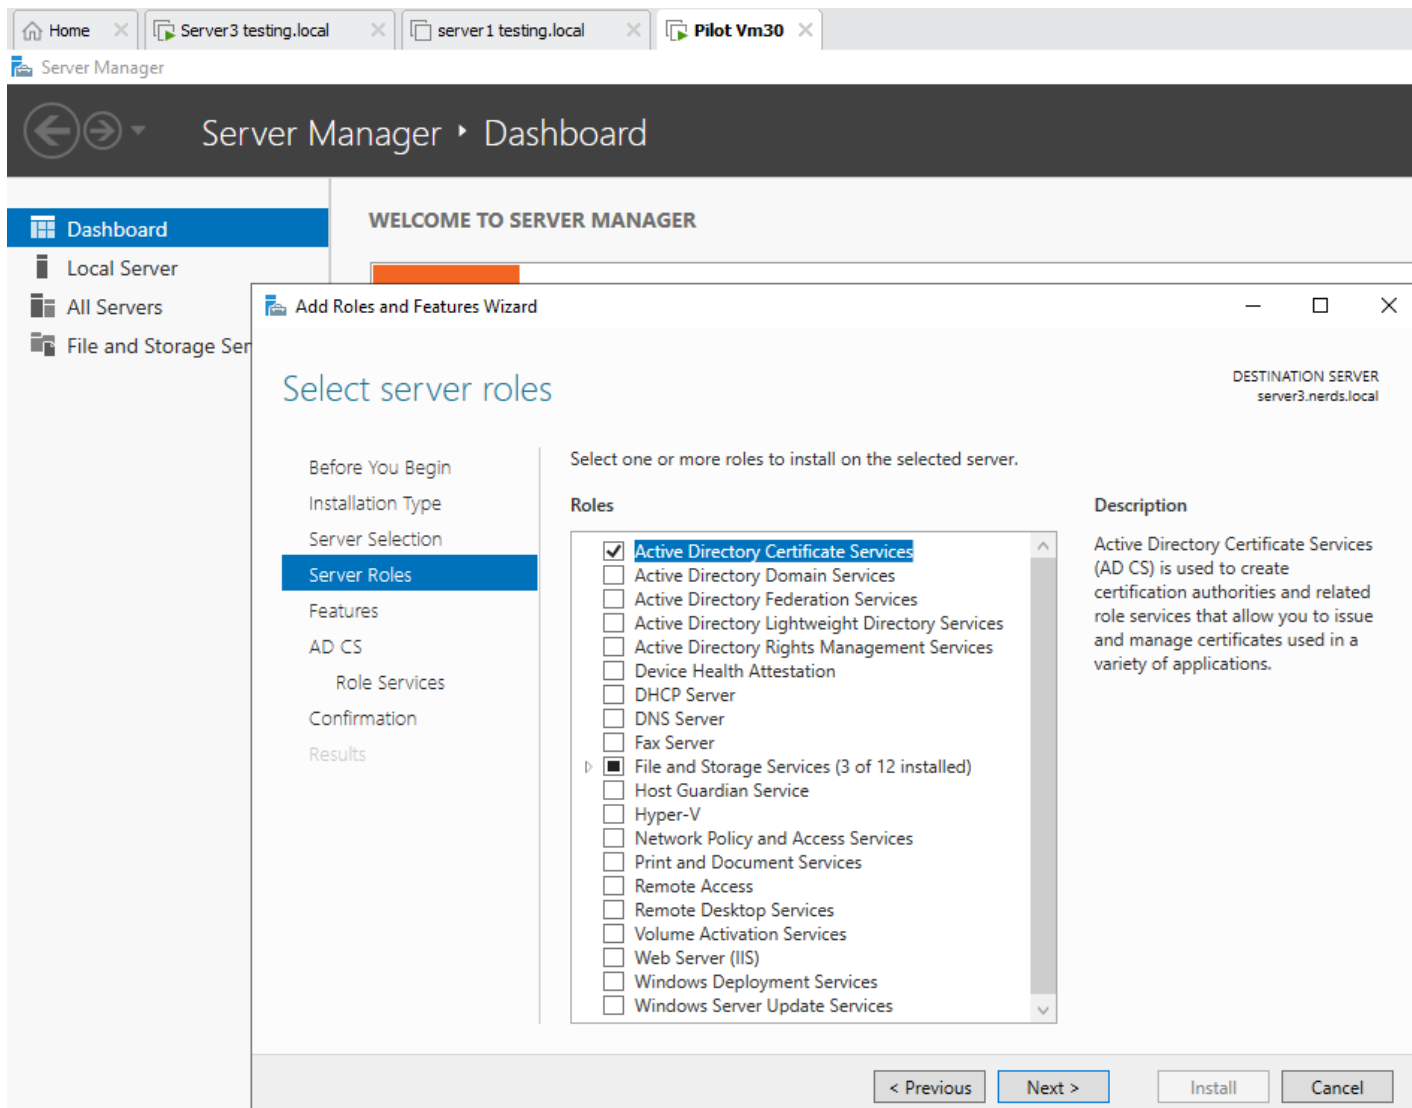 Home
Server3 testing.local
server1 testing.local
Pilot Vm30
Server Manager
Server Manager ‣ Dashboard
Dashboard
Local Server
All Servers
File and Storage Ser
WELCOME TO SERVER MANAGER
Add Roles and Features Wizard
Select server roles
DESTINATION SERVER
server3.nerds.local
Before You Begin
Installation Type
Server Selection
Server Roles
Features
AD CS
Role Services
Confirmation
Results
Select one or more roles to install on the selected server.
Roles
Active Directory Certificate Services
Active Directory Domain Services
Active Directory Federation Services
Active Directory Lightweight Directory Services
Active Directory Rights Management Services
Device Health Attestation
DHCP Server
DNS Server
Fax Server
File and Storage Services (3 of 12 installed)
Host Guardian Service
Hyper-V
Network Policy and Access Services
Print and Document Services
Remote Access
Remote Desktop Services
Volume Activation Services
Web Server (IIS)
Windows Deployment Services
Windows Server Update Services
Description
Active Directory Certificate Services
(AD CS) is used to create
certification authorities and related
role services that allow you to issue
and manage certificates used in a
variety of applications.
< Previous
Next >
Install
Cancel